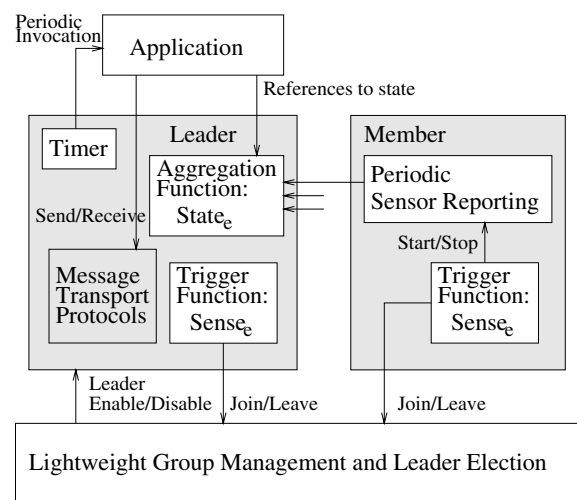 Periodic
Invocation
Application
References to state
Leader
Timer
Aggregation
Function:
State_e
Send/Receive
Message
Transport
Protocols
Trigger
Function:
Sense_e
Member
Periodic
Sensor Reporting
Start/Stop
Trigger
Function:
Sense_e
Leader
Enable/Disable
Join/Leave
Join/Leave
Lightweight Group Management and Leader Election